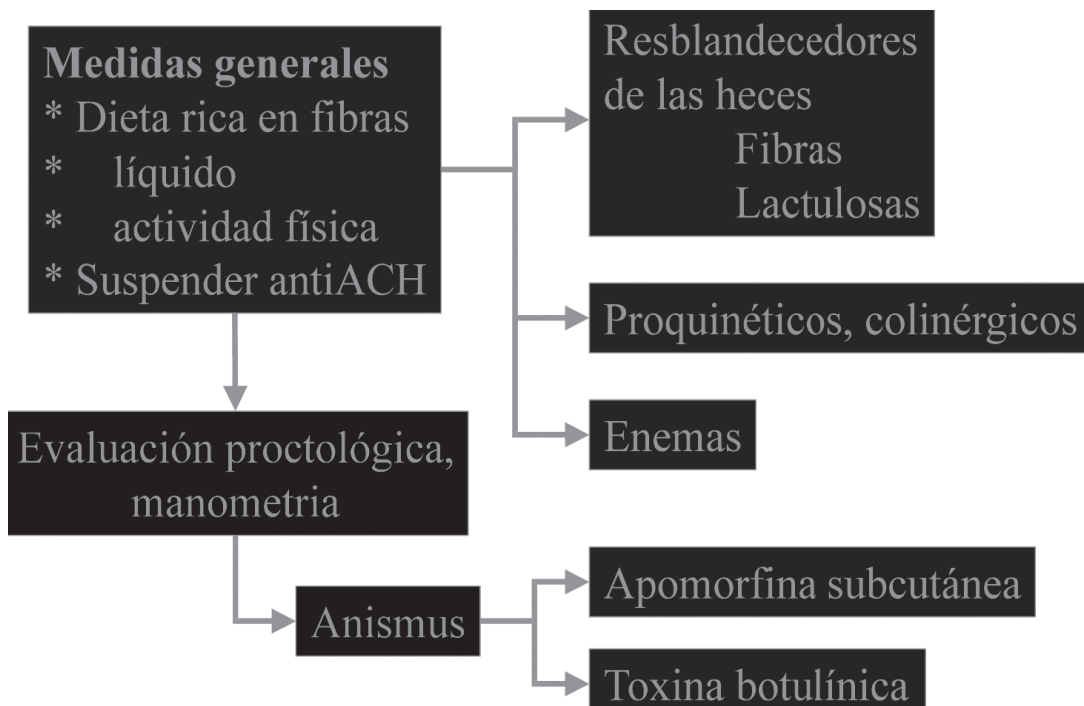 Medidas generales
* Dieta rica en fibras
* líquido
* actividad física
* Suspender antiACH
Resblandecedores
de las heces
Fibras
Lactulosas
Proquinéticos, colinérgicos
Enemas
Evaluación proctológica,
manometria
Anismus
Apomorfina subcutánea
Toxina botulínica